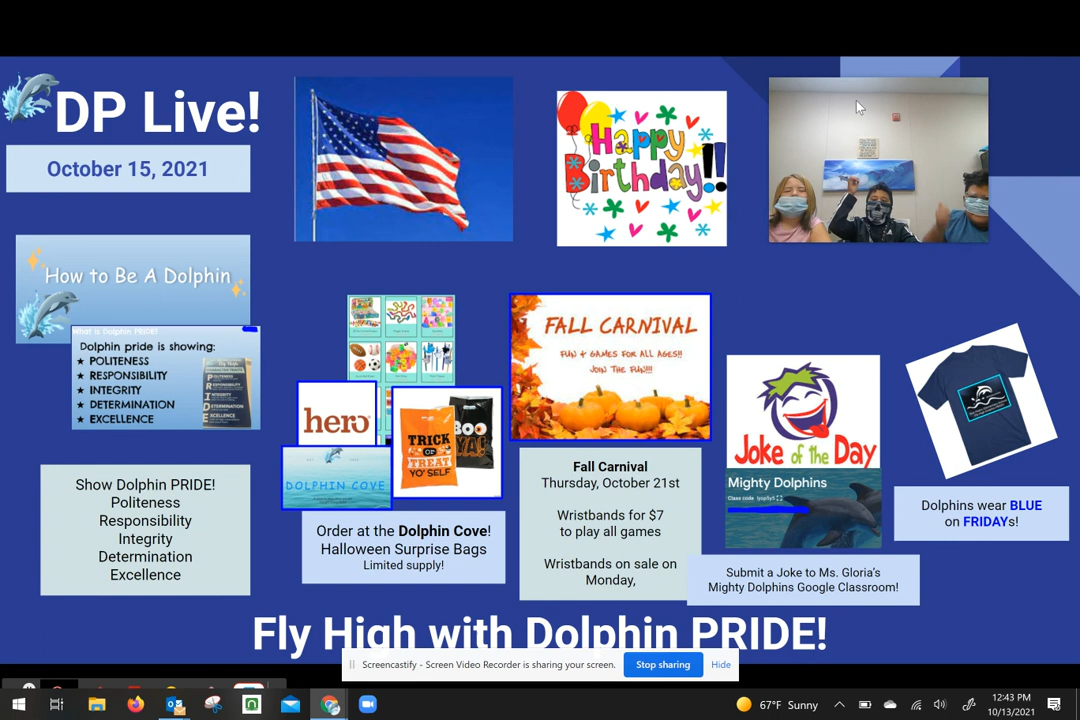 DP Live!
October 15, 2021
Happy
Birthday!!
How to Be A Dolphin
What is Dolphin PRIDE?
Dolphin pride is showing:
★ POLITENESS
★ RESPONSIBILITY
★ INTEGRITY
★ DETERMINATION
★ EXCELLENCE
Show Dolphin PRIDE!
Politeness
Responsibility
Integrity
Determination
Excellence
hero
DOLPHIN COVE
TRICK
OR
TREAT
YO' SELF
BOO
YA!
Order at the Dolphin Cove!
Halloween Surprise Bags
Limited supply!
FALL CARNIVAL
FUN & GAMES FOR ALL AGES!!
JOIN THE FUN!!!
Fall Carnival
Thursday, October 21st
Wristbands for $7
to play all games
Wristbands on sale on
Monday,
Joke of the Day
Mighty Dolphins
Class code
Submit a Joke to Ms. Gloria's
Mighty Dolphins Google Classroom!
Dolphins wear BLUE
on FRIDAYs!
Fly High with Dolphin PRIDE!
Screencastify - Screen Video Recorder is sharing your screen.
Stop sharing
Hide
67°F Sunny
12:43 PM
10/13/2021